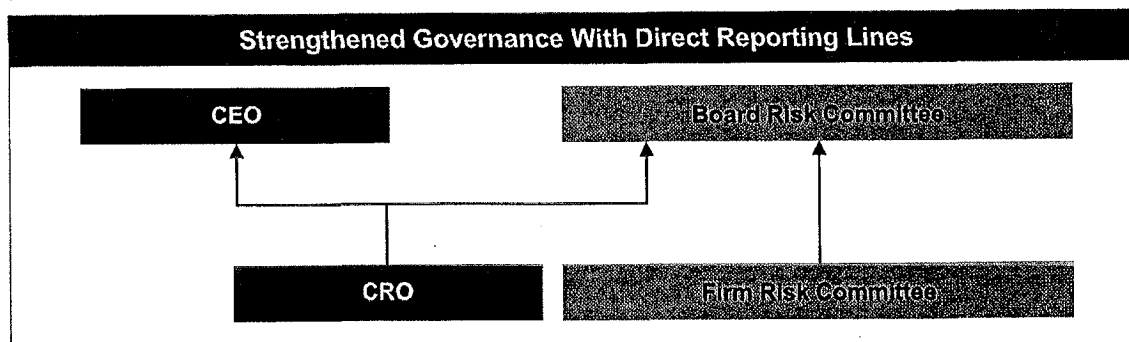 Strengthened Governance With Direct Reporting Lines
CEO
Board Risk Committee
CRO
Firm Risk Committee